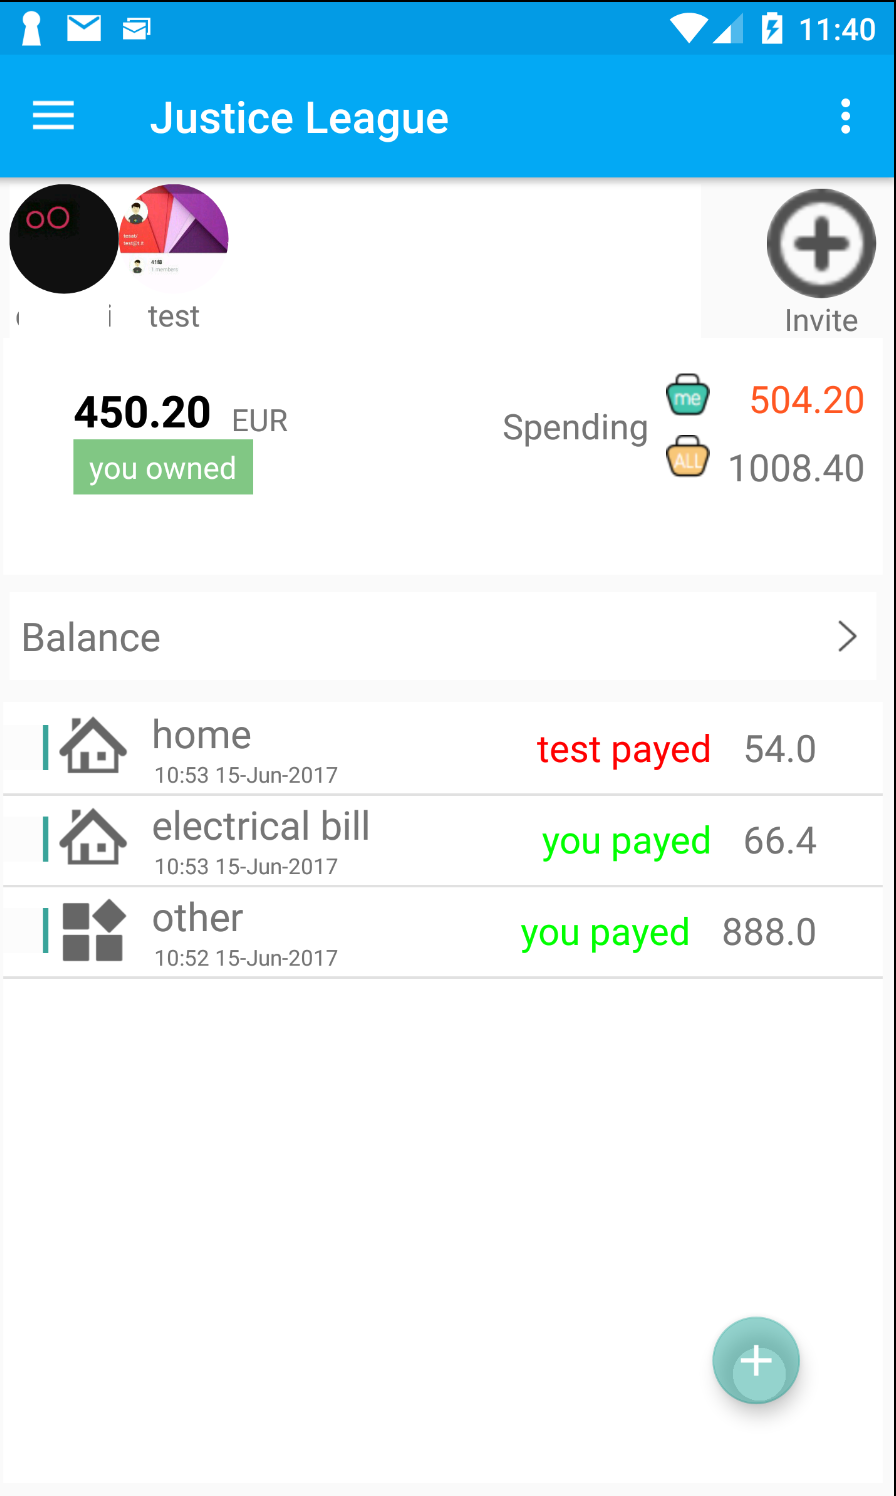 11:40
Justice League
test
Invite
450.20 EUR
you owned
Spending
me 504.20
ALL 1008.40
Balance
home
10:53 15-Jun-2017
test payed 54.0
electrical bill
10:53 15-Jun-2017
you payed 66.4
other
10:52 15-Jun-2017
you payed 888.0